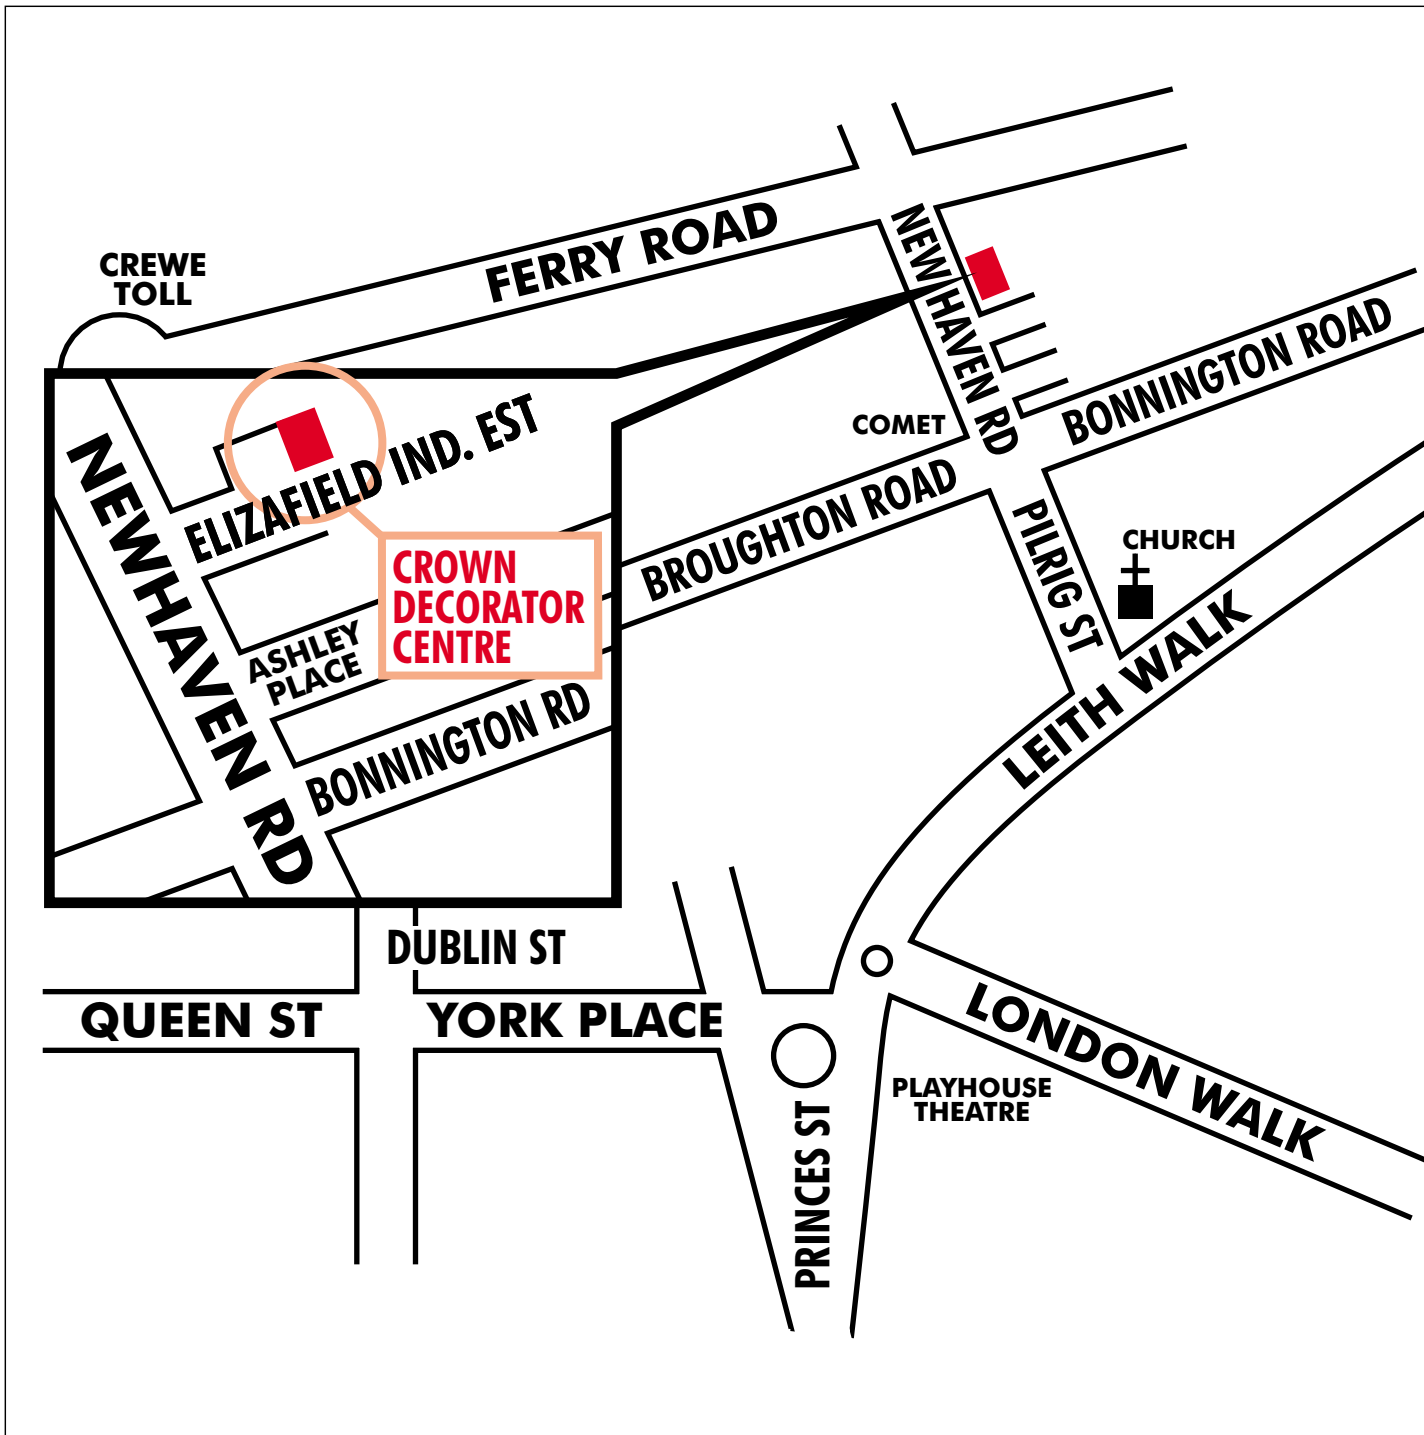 CREWE
TOLL
FERRY ROAD
NEWHAVEN RD
BONNINGTON ROAD
COMET
BROUGHTON ROAD
PILRIG ST
CHURCH
LEITH WALK
NEWHAVEN RD
ELIZAFIELD IND. EST
CROWN
DECORATOR
CENTRE
ASHLEY
PLACE
BONNINGTON RD
DUBLIN ST
QUEEN ST
YORK PLACE
LONDON WALK
PLAYHOUSE
THEATRE
PRINCES ST